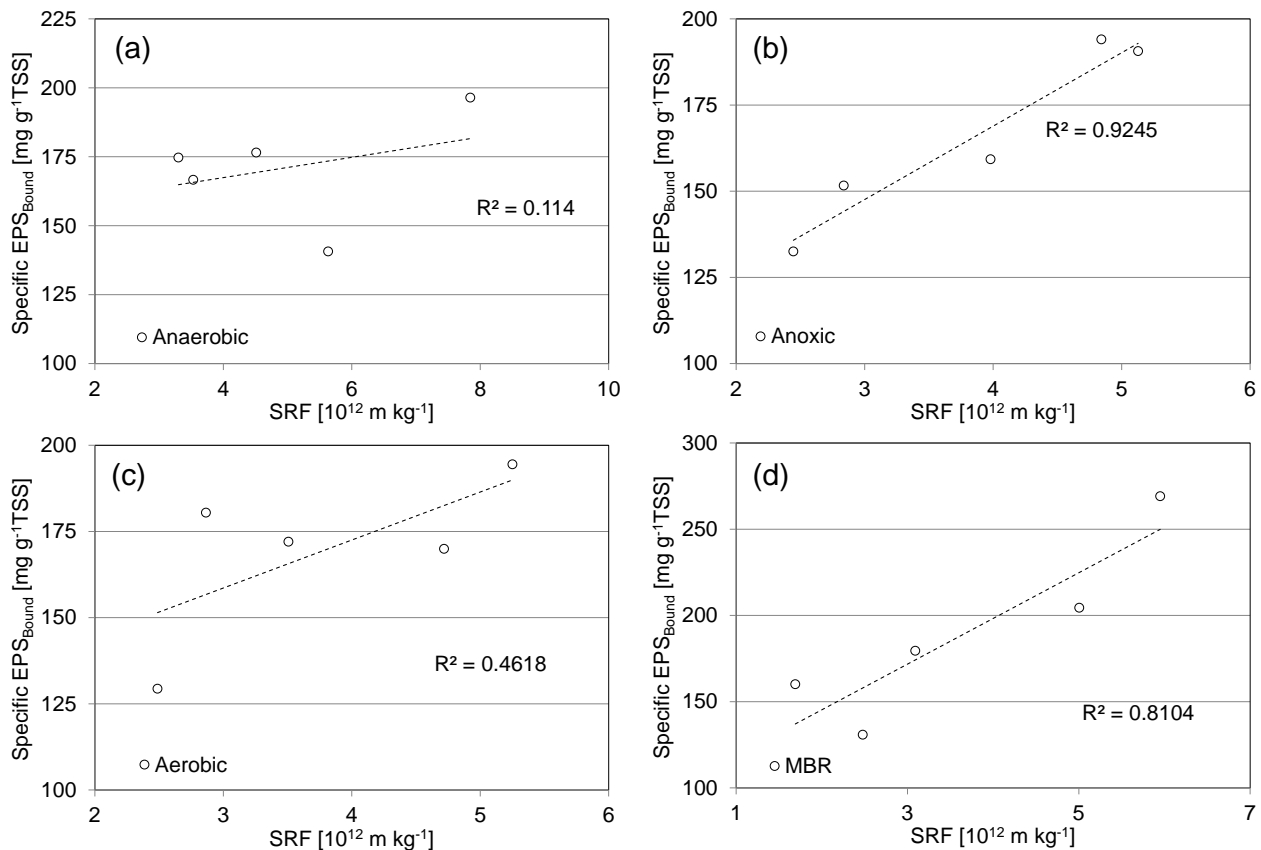 (a)
Specific EPS_Bound [mg g⁻¹TSS]
225
200
175
150
125
100
R² = 0.114
Anaerobic
2 4 6 8 10
SRF [10¹² m kg⁻¹]
(b)
Specific EPS_Bound [mg g⁻¹TSS]
200
175
150
125
100
R² = 0.9245
Anoxic
2 3 4 5 6
SRF [10¹² m kg⁻¹]
(c)
Specific EPS_Bound [mg g⁻¹TSS]
200
175
150
125
100
R² = 0.4618
Aerobic
2 3 4 5 6
SRF [10¹² m kg⁻¹]
(d)
Specific EPS_Bound [mg g⁻¹TSS]
300
250
200
150
100
R² = 0.8104
MBR
1 3 5 7
SRF [10¹² m kg⁻¹]